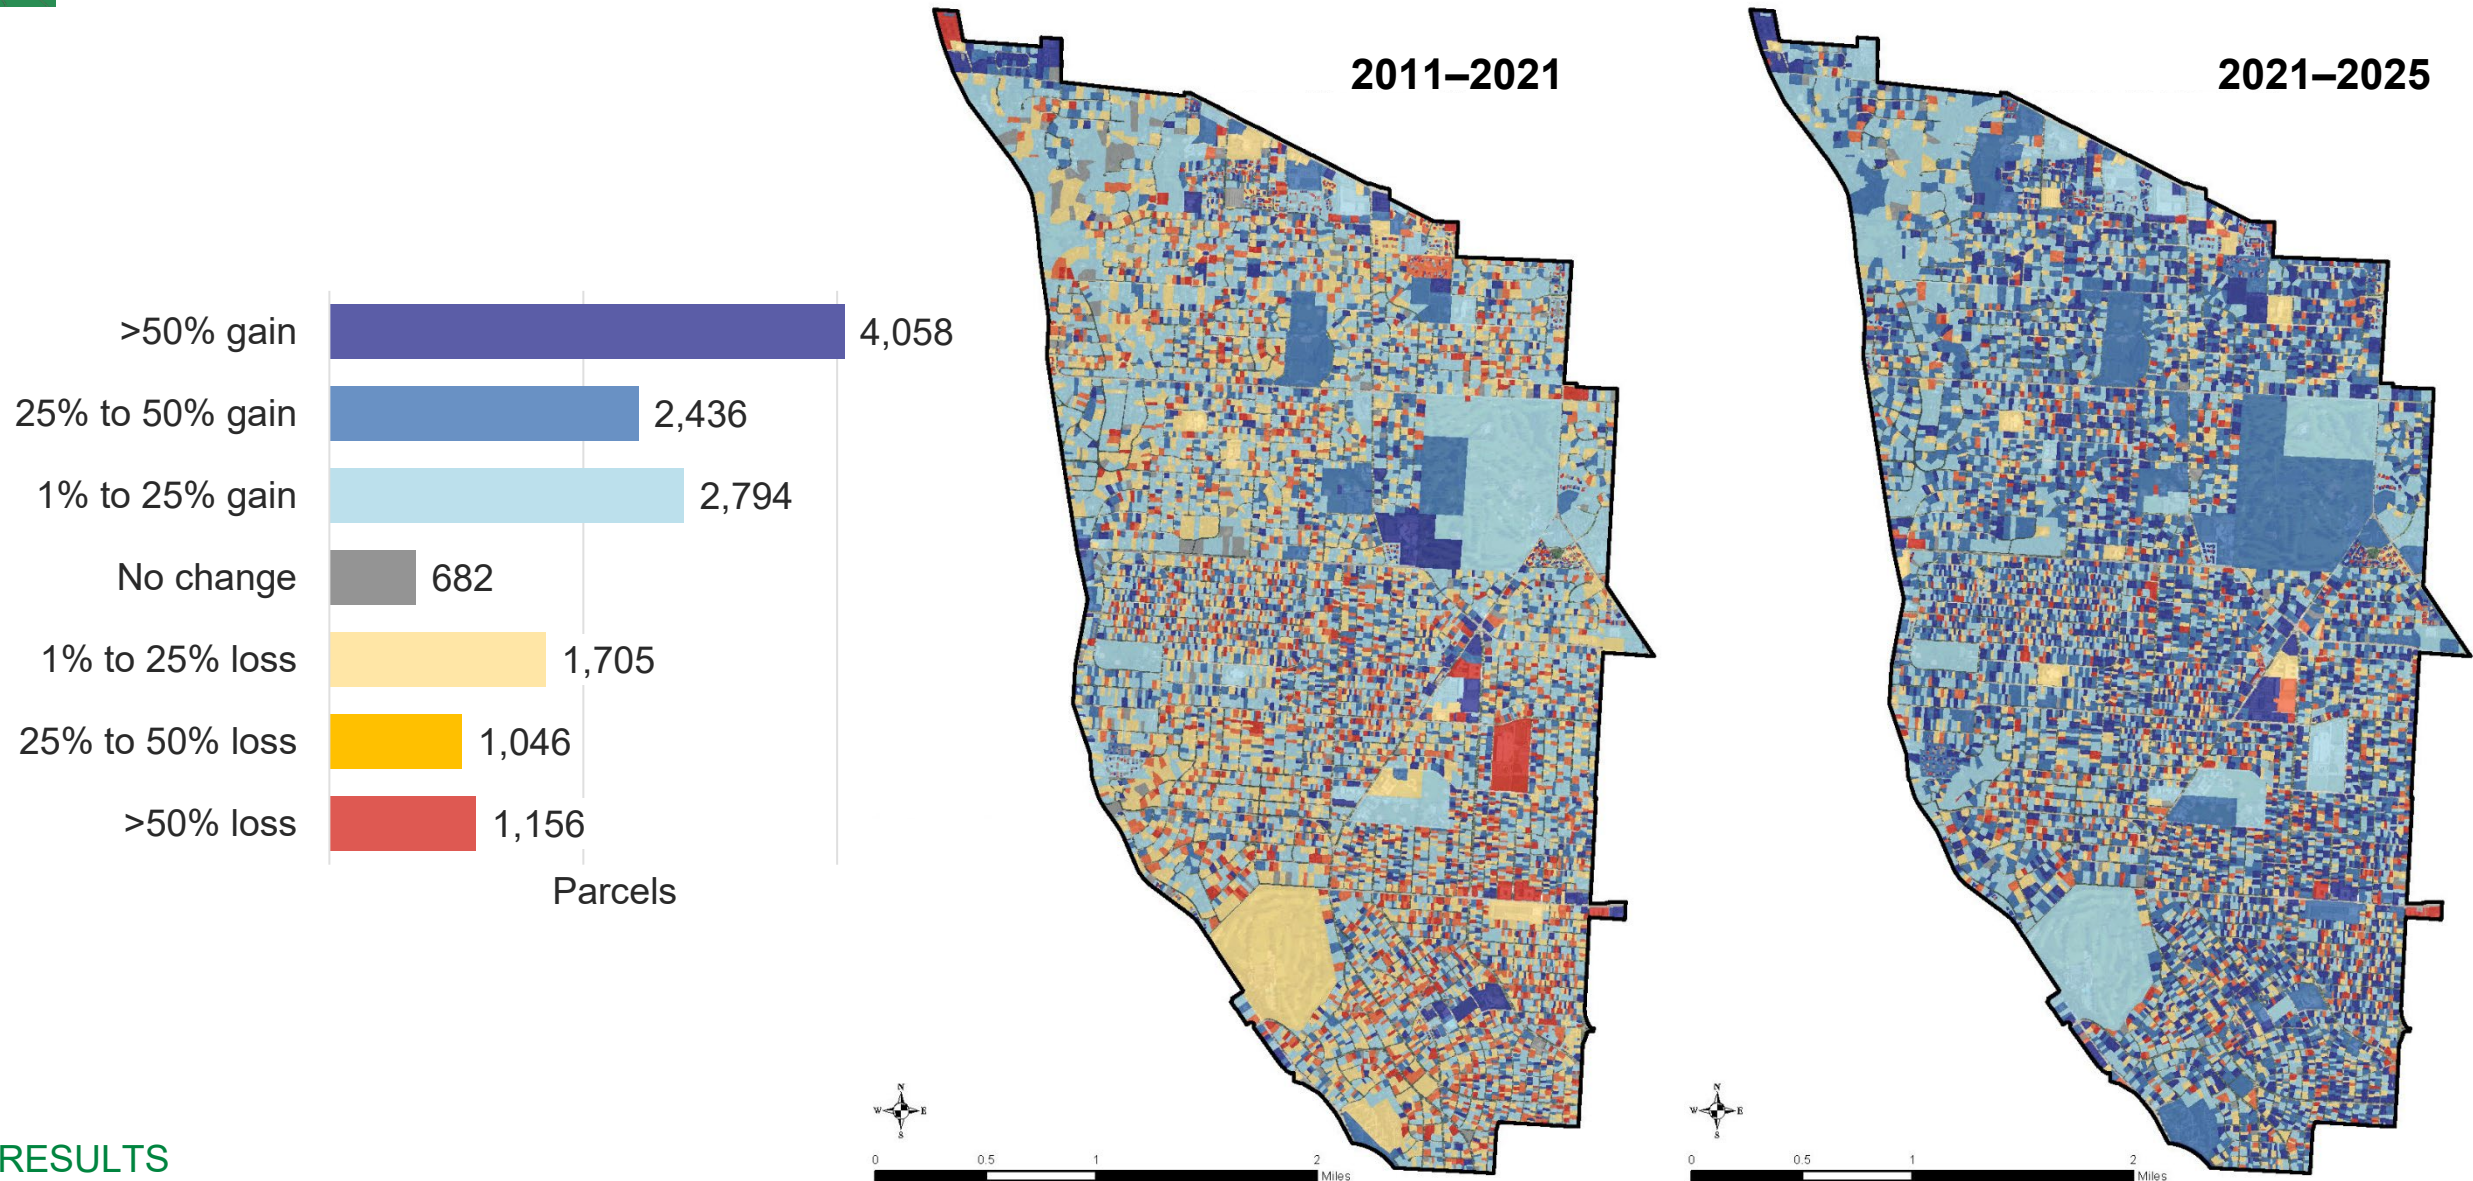 2011–2021
2021–2025
>50% gain
4,058
25% to 50% gain
2,436
1% to 25% gain
2,794
No change
682
1% to 25% loss
1,705
25% to 50% loss
1,046
>50% loss
1,156
Parcels
N
W E
S
0 0.5 1 2
Miles
N
W E
S
0 0.5 1 2
Miles
RESULTS